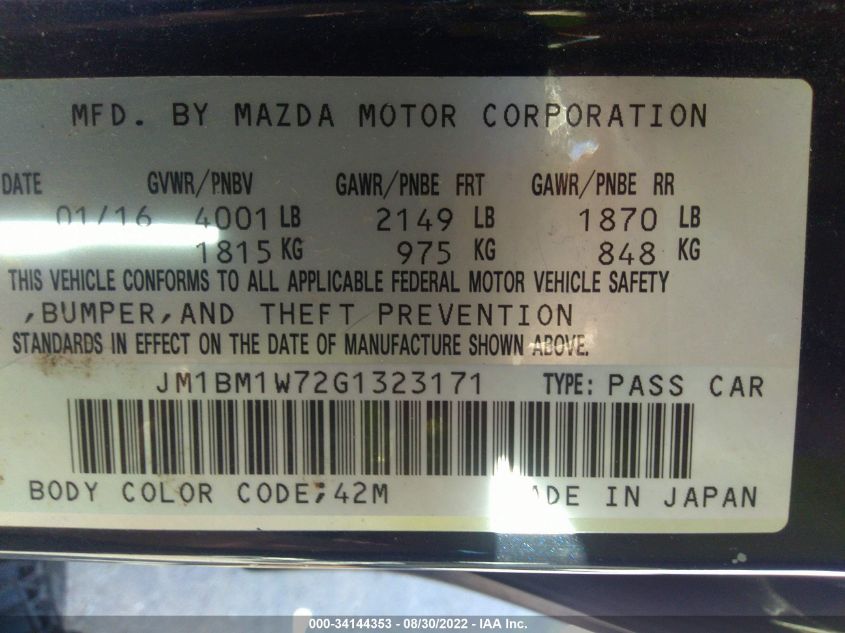 MFD. BY MAZDA MOTOR CORPORATION
DATE GVWR/PNBV GAWR/PNBE FRT GAWR/PNBE RR
01/16 4001 LB 2149 LB 1870 LB
1815 KG 975 KG 848 KG
THIS VEHICLE CONFORMS TO ALL APPLICABLE FEDERAL MOTOR VEHICLE SAFETY
,BUMPER,AND THEFT PREVENTION
STANDARDS IN EFFECT ON THE DATE OF MANUFACTURE SHOWN ABOVE.
JM1BM1W72G1323171 TYPE: PASS CAR
BODY COLOR CODE;42M MADE IN JAPAN
000-34144353 - 08/30/2022 - IAA Inc.